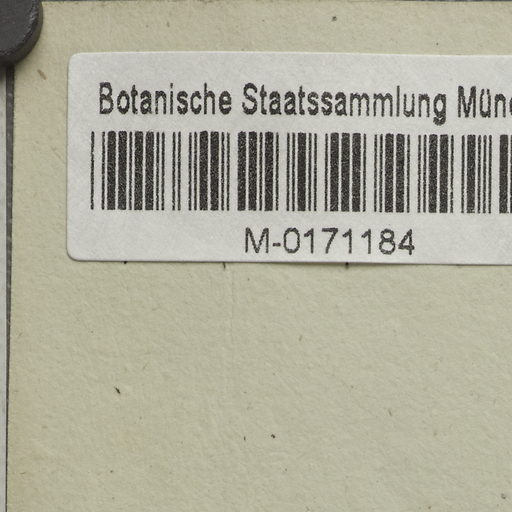 Botanische Staatssammlung Mün
M-0171184